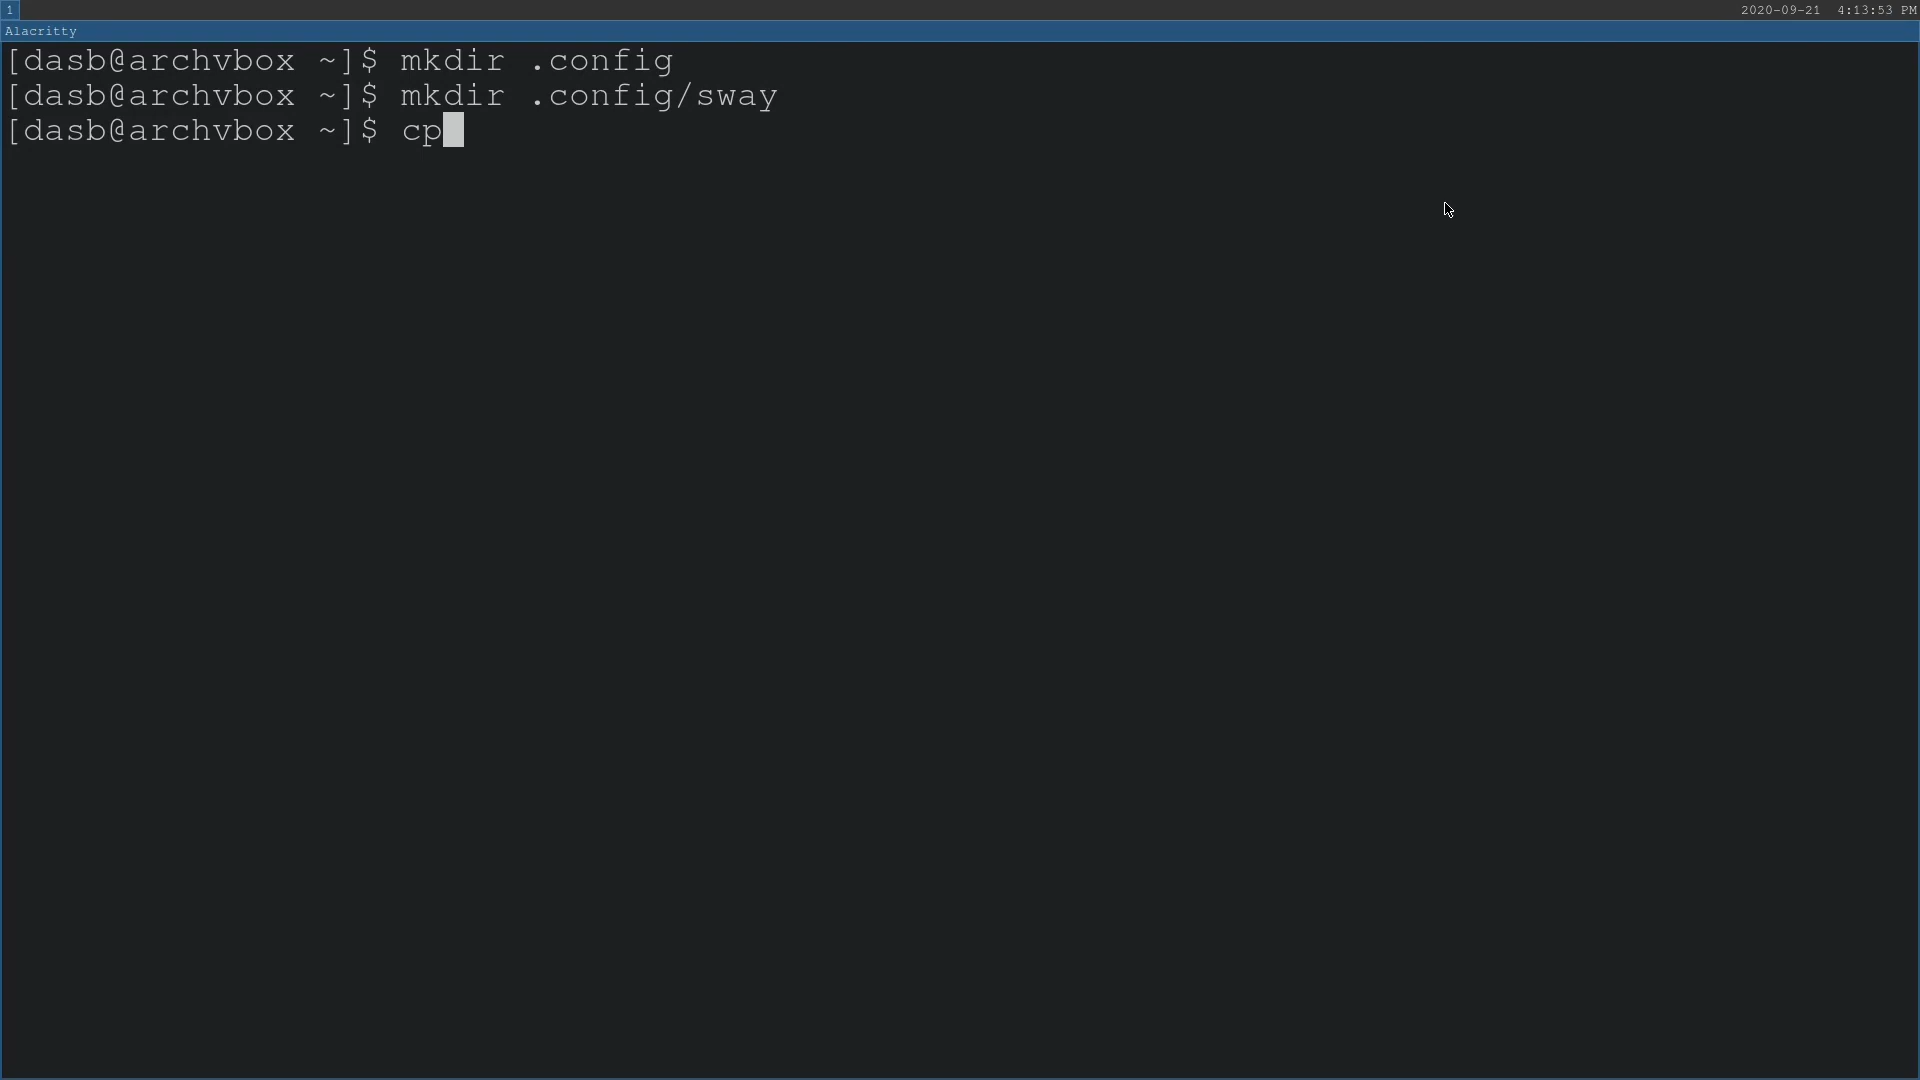 1 2020-09-21 4:13:53 PM
Alacritty
[dasb@archvbox ~]$ mkdir .config
[dasb@archvbox ~]$ mkdir .config/sway
[dasb@archvbox ~]$ cp